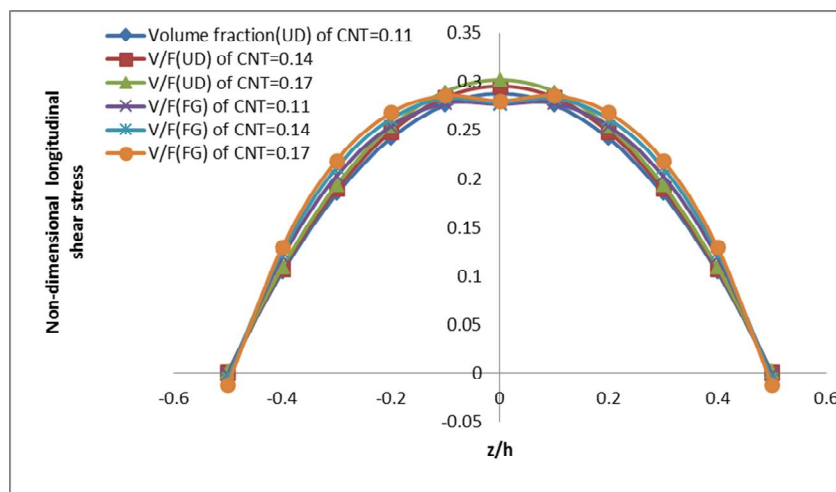 Volume fraction(UD) of CNT=0.11
V/F(UD) of CNT=0.14
V/F(UD) of CNT=0.17
V/F(FG) of CNT=0.11
V/F(FG) of CNT=0.14
V/F(FG) of CNT=0.17
Non-dimensional longitudinal
shear stress
0.35
0.3
0.25
0.2
0.15
0.1
0.05
0
-0.05
-0.6
-0.4
-0.2
0
0.2
0.4
0.6
z/h